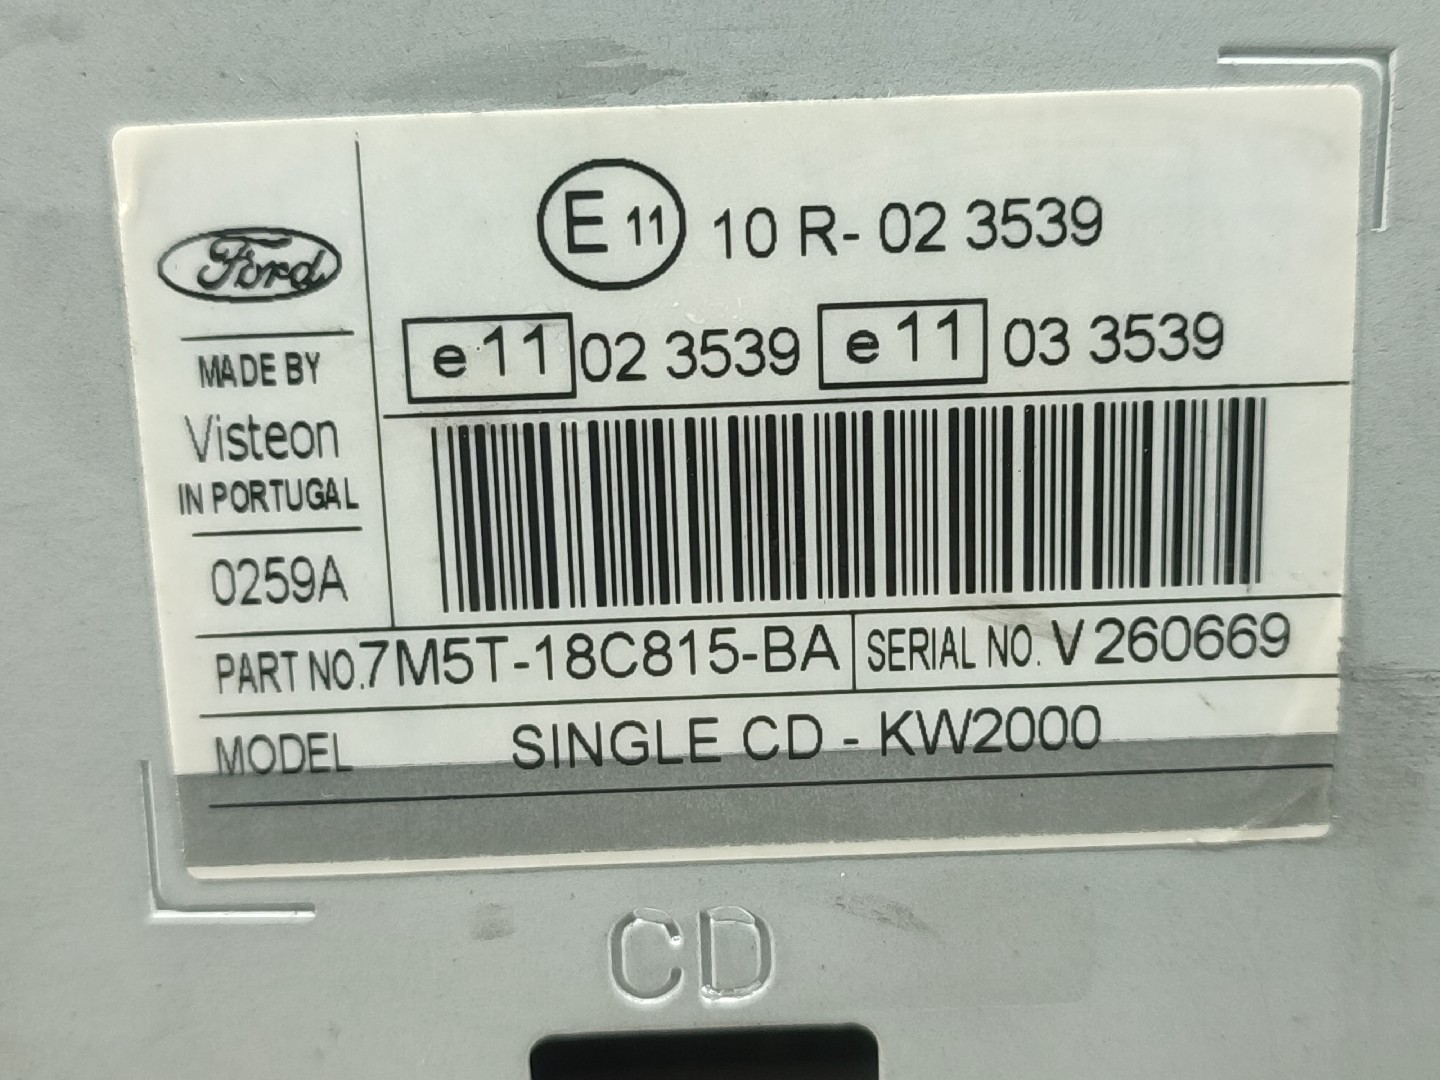 E 11 10 R- 02 3539
Ford
e 11 02 3539 e 11 03 3539
MADE BY
Visteon
IN PORTUGAL
0259A
PART NO. 7M5T-18C815-BA SERIAL NO. V 260669
MODEL SINGLE CD - KW2000
CD